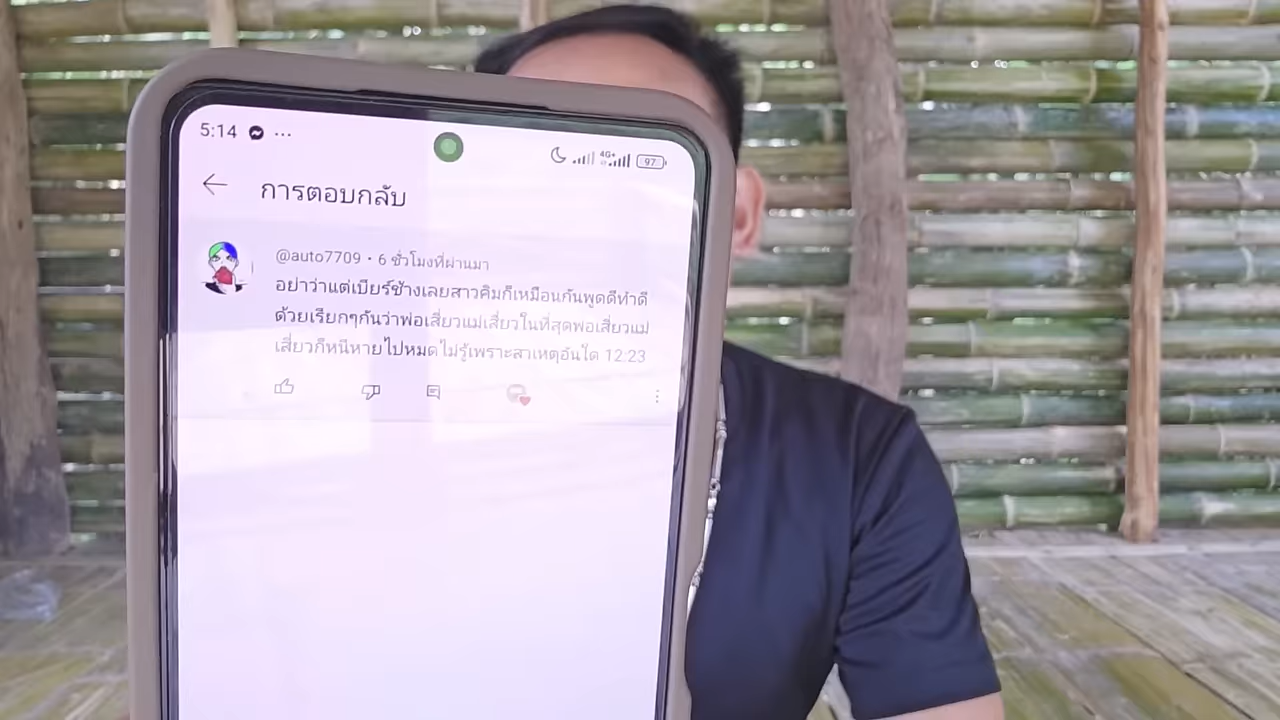 5:14 ...
4G+
97
การตอบกลับ
@auto7709 • 6 ชั่วโมงที่ผ่านมา
อย่าว่าแต่เบียร์ช้างเลยสาวคิมก็เหมือนกันพูดดีทำดี
ด้วยเรียกๆกันว่าพ่อเสี่ยวแม่เสี่ยวในที่สุดพอเสี่ยวแม่
เสี่ยวก็หนีหายไปหมดไม่รู้เพราะสาเหตุอันใด 12:23